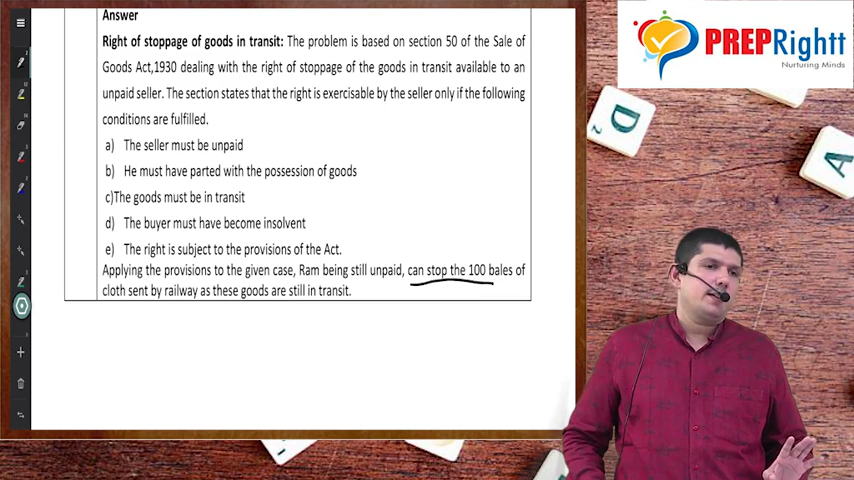 Answer
Right of stoppage of goods in transit: The problem is based on section 50 of the Sale of
Goods Act,1930 dealing with the right of stoppage of the goods in transit available to an
unpaid seller. The section states that the right is exercisable by the seller only if the following
conditions are fulfilled.
a) The seller must be unpaid
b) He must have parted with the possession of goods
c)The goods must be in transit
d) The buyer must have become insolvent
e) The right is subject to the provisions of the Act.
Applying the provisions to the given case, Ram being still unpaid, can stop the 100 bales of
cloth sent by railway as these goods are still in transit.
PREPRightt
Nurturing Minds
D2
A